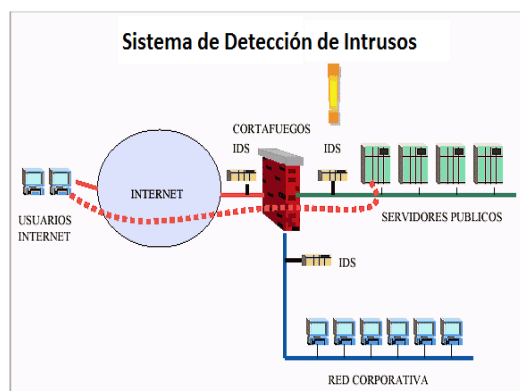 Sistema de Detección de Intrusos
CORTAFUEGOS
IDS
IDS
INTERNET
USUARIOS
INTERNET
SERVIDORES PUBLICOS
IDS
RED CORPORATIVA